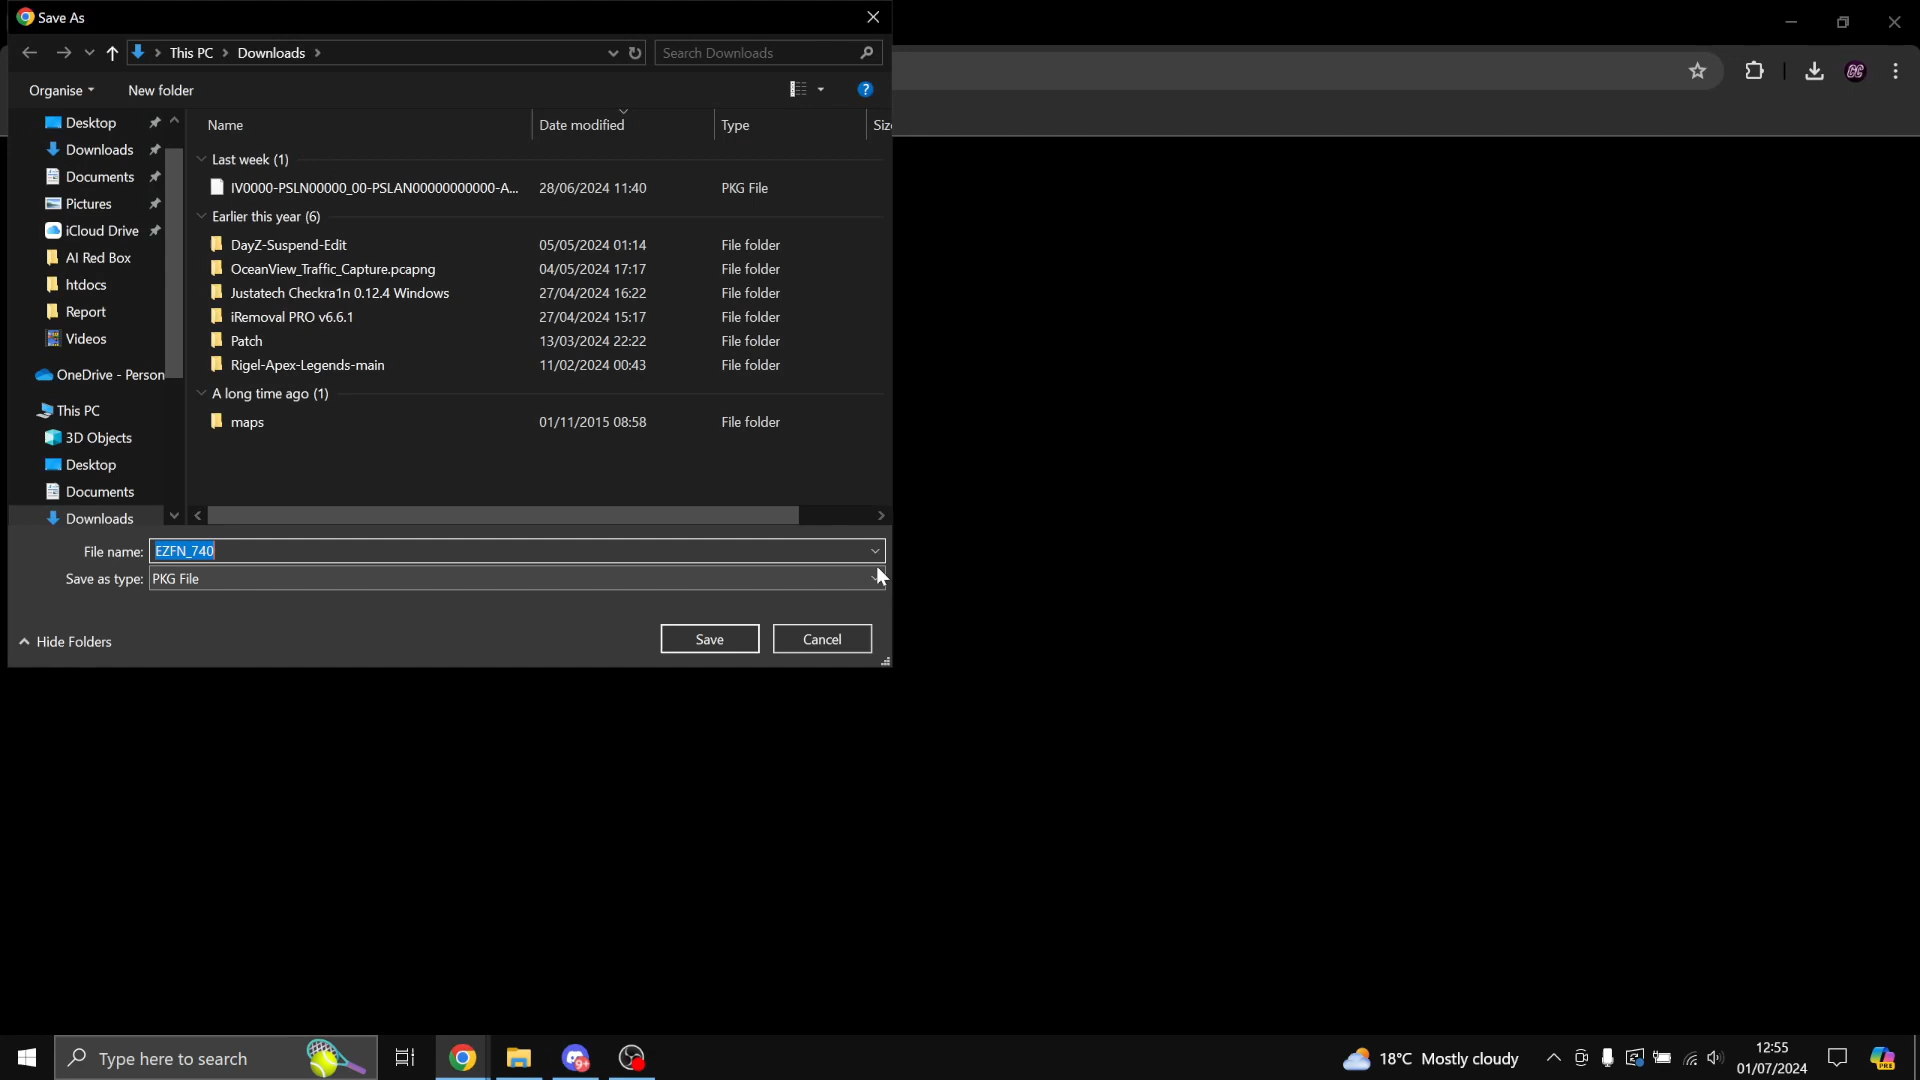 Save As
This PC
Downloads
Search Downloads
Organise
New folder
?
Desktop
Downloads
Documents
Pictures
iCloud Drive
AI Red Box
htdocs
Report
Videos
OneDrive - Person
This PC
3D Objects
Desktop
Documents
Downloads
Name Date modified Type Siz
Last week (1)
IV0000-PSLN00000_00-PSLAN00000000000-A... 28/06/2024 11:40 PKG File
Earlier this year (6)
DayZ-Suspend-Edit 05/05/2024 01:14 File folder
OceanView_Traffic_Capture.pcapng 04/05/2024 17:17 File folder
Justatech Checkra1n 0.12.4 Windows 27/04/2024 16:22 File folder
iRemoval PRO v6.6.1 27/04/2024 15:17 File folder
Patch 13/03/2024 22:22 File folder
Rigel-Apex-Legends-main 11/02/2024 00:43 File folder
A long time ago (1)
maps 01/11/2015 08:58 File folder
File name: EZFN_740
Save as type: PKG File
Hide Folders
Save
Cancel
Type here to search
18°C Mostly cloudy
12:55
01/07/2024